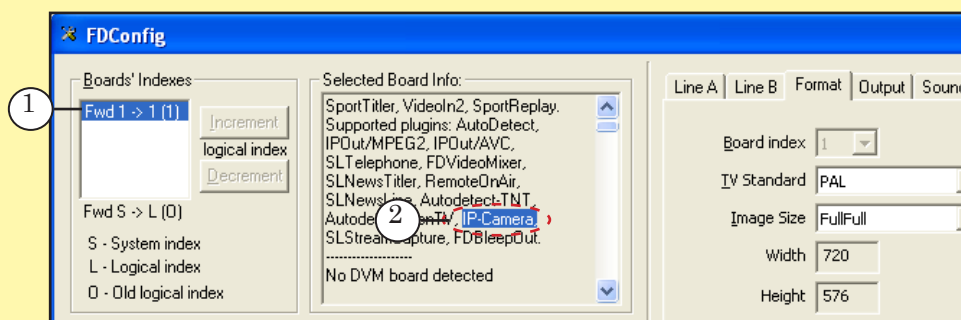 FDConfig
Boards' Indexes
1
Fwd 1 -> 1 (1)
Increment
logical index
Decrement
Fwd S -> L (O)
S - System index
L - Logical index
O - Old logical index
Selected Board Info:
SportTitler, VideoIn2, SportReplay.
Supported plugins: AutoDetect,
IPOut/MPEG2, IPOut/AVC,
SLTelephone, FDVideoMixer,
SLNewsTitler, RemoteOnAir,
SLNewsLine, Autodetect-TNT,
2
IP-Camera,
SLStreamCapture, FDBleepOut.
--------------------
No DVM board detected
Line A
Line B
Format
Output
Board index 1
TV Standard PAL
Image Size FullFull
Width 720
Height 576